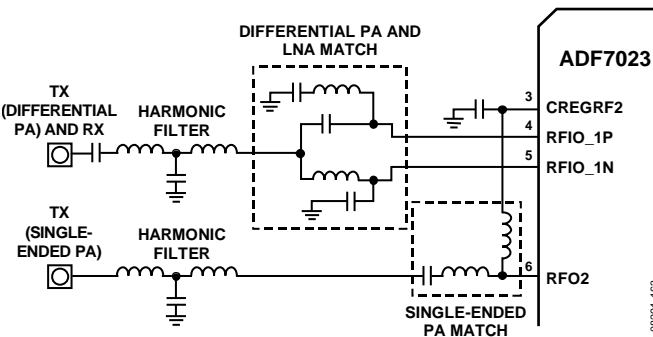 DIFFERENTIAL PA AND
LNA MATCH
ADF7023
TX
(DIFFERENTIAL
PA) AND RX
HARMONIC
FILTER
3
CREGRF2
4
RFIO_1P
5
RFIO_1N
TX
(SINGLE-
ENDED PA)
HARMONIC
FILTER
6
RFO2
SINGLE-ENDED
PA MATCH